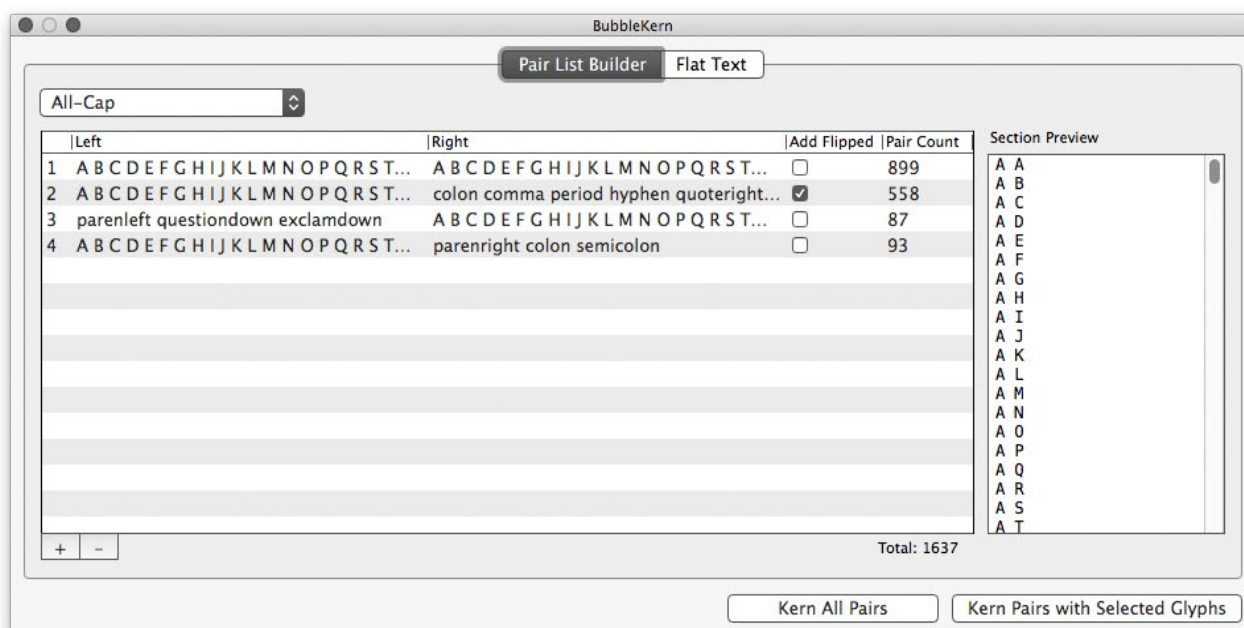 BubbleKern
Pair List Builder Flat Text
All-Cap
Left Right Add Flipped Pair Count Section Preview
1 A B C D E F G H I J K L M N O P Q R S T... A B C D E F G H I J K L M N O P Q R S T... 899
2 A B C D E F G H I J K L M N O P Q R S T... colon comma period hyphen quoteright... 558
3 parenleft questiondown exclamdown A B C D E F G H I J K L M N O P Q R S T... 87
4 A B C D E F G H I J K L M N O P Q R S T... parenright colon semicolon 93
A A
A B
A C
A D
A E
A F
A G
A H
A I
A J
A K
A L
A M
A N
A O
A P
A Q
A R
A S
A T
+ - Total: 1637
Kern All Pairs Kern Pairs with Selected Glyphs